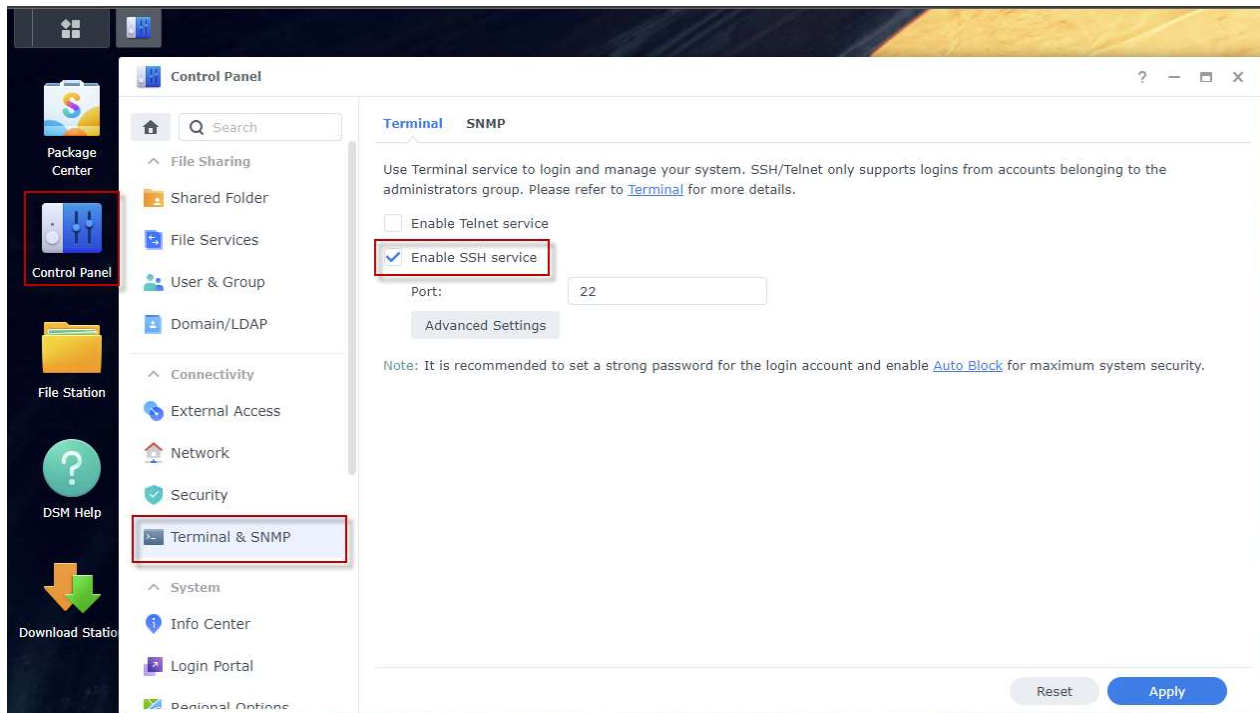 Control Panel
Package
Center
Control Panel
File Station
DSM Help
Download Statio
Search
File Sharing
Shared Folder
File Services
User & Group
Domain/LDAP
Connectivity
External Access
Network
Security
Terminal & SNMP
System
Info Center
Login Portal
Regional Options
Terminal SNMP
Use Terminal service to login and manage your system. SSH/Telnet only supports logins from accounts belonging to the
administrators group. Please refer to Terminal for more details.
Enable Telnet service
Enable SSH service
Port: 22
Advanced Settings
Note: It is recommended to set a strong password for the login account and enable Auto Block for maximum system security.
Reset Apply